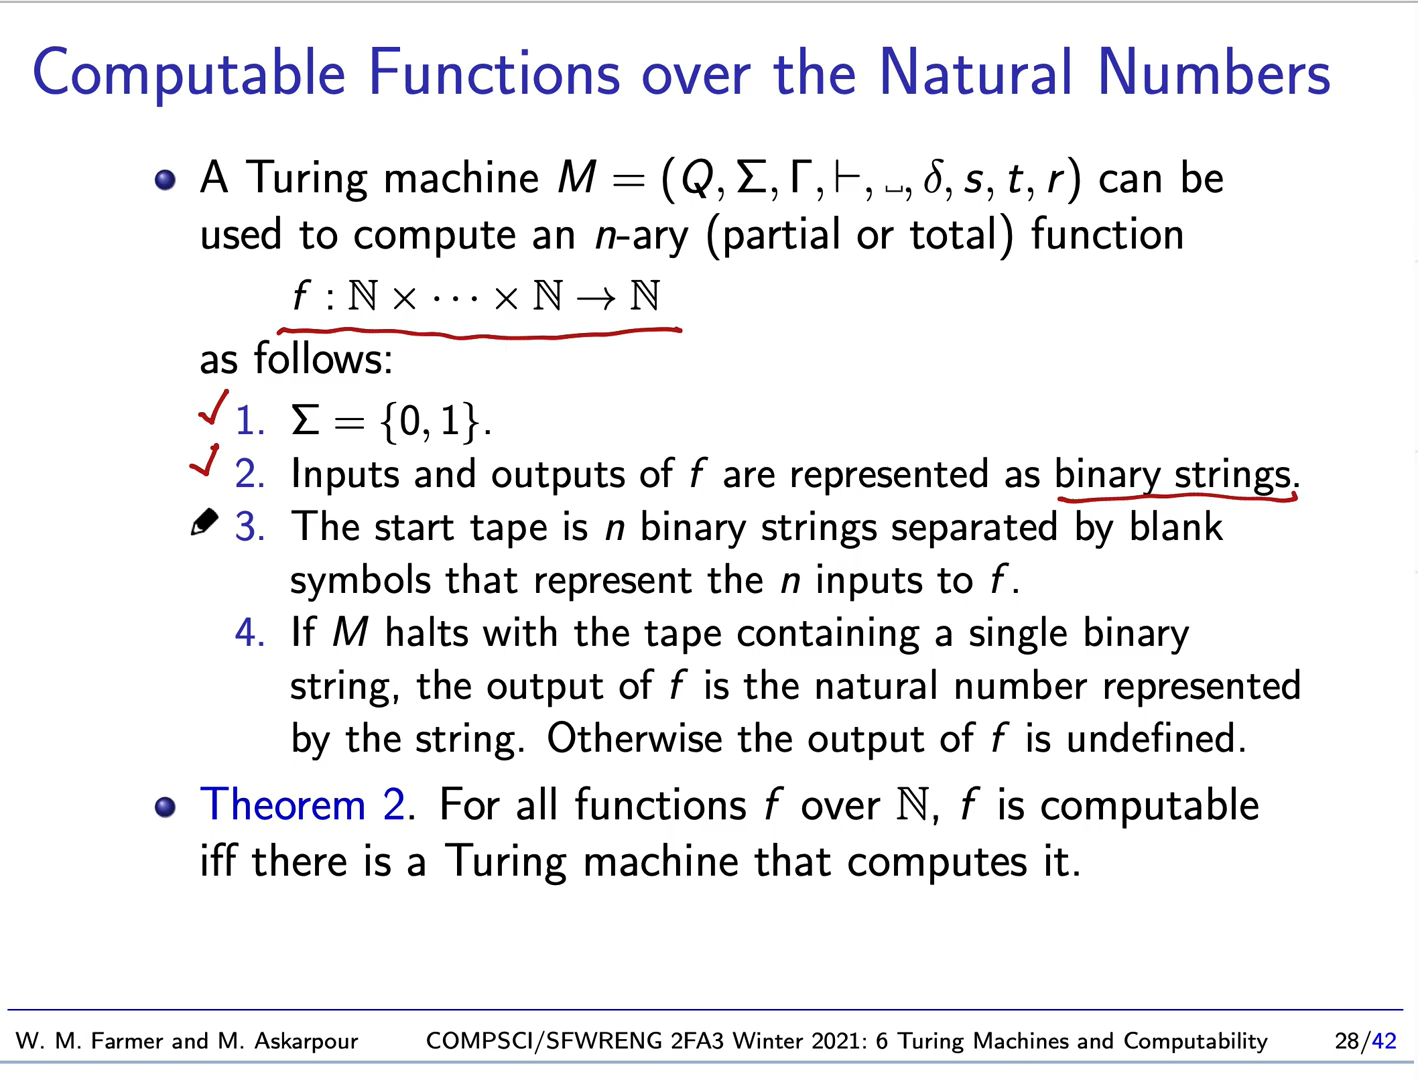 Computable Functions over the Natural Numbers
A Turing machine M = (Q, Σ, Γ, ⊢, ␣, δ, s, t, r) can be
used to compute an n-ary (partial or total) function
f : ℕ × ··· × ℕ → ℕ
as follows:
1. Σ = {0, 1}.
2. Inputs and outputs of f are represented as binary strings.
3. The start tape is n binary strings separated by blank
symbols that represent the n inputs to f.
4. If M halts with the tape containing a single binary
string, the output of f is the natural number represented
by the string. Otherwise the output of f is undefined.
Theorem 2. For all functions f over ℕ, f is computable
iff there is a Turing machine that computes it.
W. M. Farmer and M. Askarpour COMPSCI/SFWRENG 2FA3 Winter 2021: 6 Turing Machines and Computability 28/42